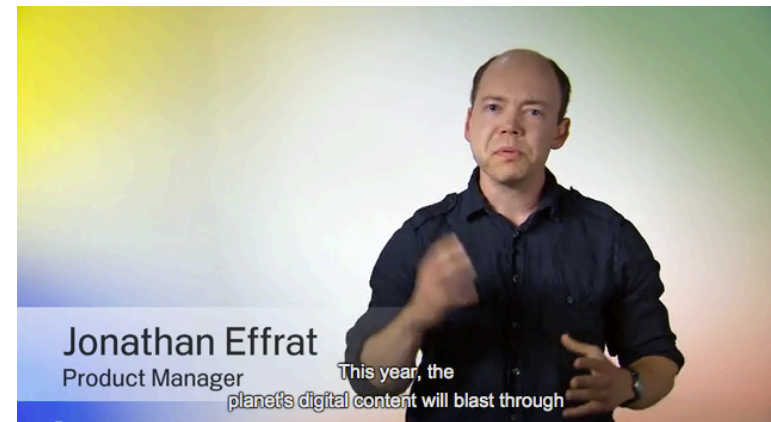 Jonathan Effrat
Product Manager
This year, the
planet's digital content will blast through